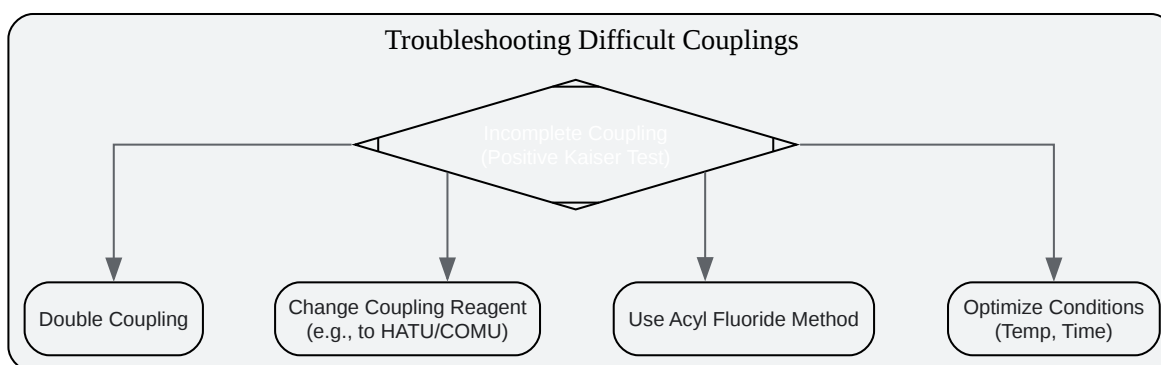 Troubleshooting Difficult Couplings
Incomplete Coupling
(Positive Kaiser Test)
Double Coupling
Change Coupling Reagent
(e.g., to HATU/COMU)
Use Acyl Fluoride Method
Optimize Conditions
(Temp, Time)